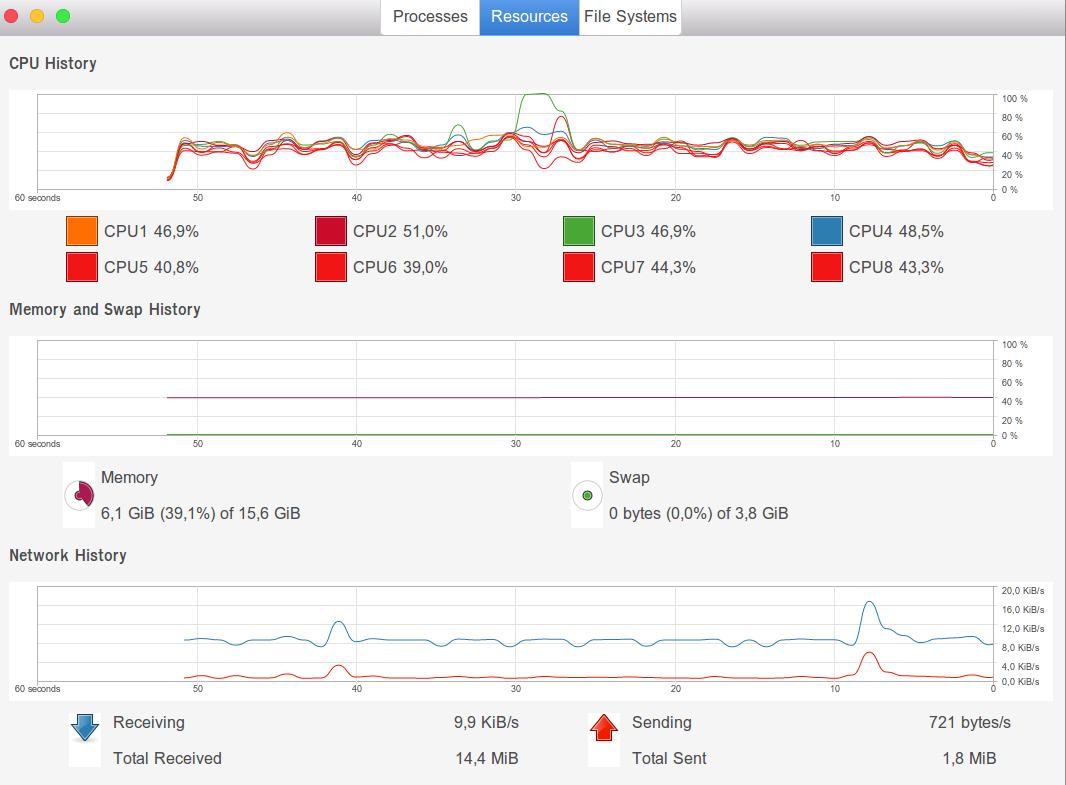 Processes Resources File Systems
CPU History
100 %
80 %
60 %
40 %
20 %
0 %
60 seconds 50 40 30 20 10 0
CPU1 46,9% CPU2 51,0% CPU3 46,9% CPU4 48,5%
CPU5 40,8% CPU6 39,0% CPU7 44,3% CPU8 43,3%
Memory and Swap History
100 %
80 %
60 %
40 %
20 %
0 %
60 seconds 50 40 30 20 10 0
Memory Swap
6,1 GiB (39,1%) of 15,6 GiB 0 bytes (0,0%) of 3,8 GiB
Network History
20,0 KiB/s
16,0 KiB/s
12,0 KiB/s
8,0 KiB/s
4,0 KiB/s
0,0 KiB/s
60 seconds 50 40 30 20 10 0
Receiving 9,9 KiB/s Sending 721 bytes/s
Total Received 14,4 MiB Total Sent 1,8 MiB